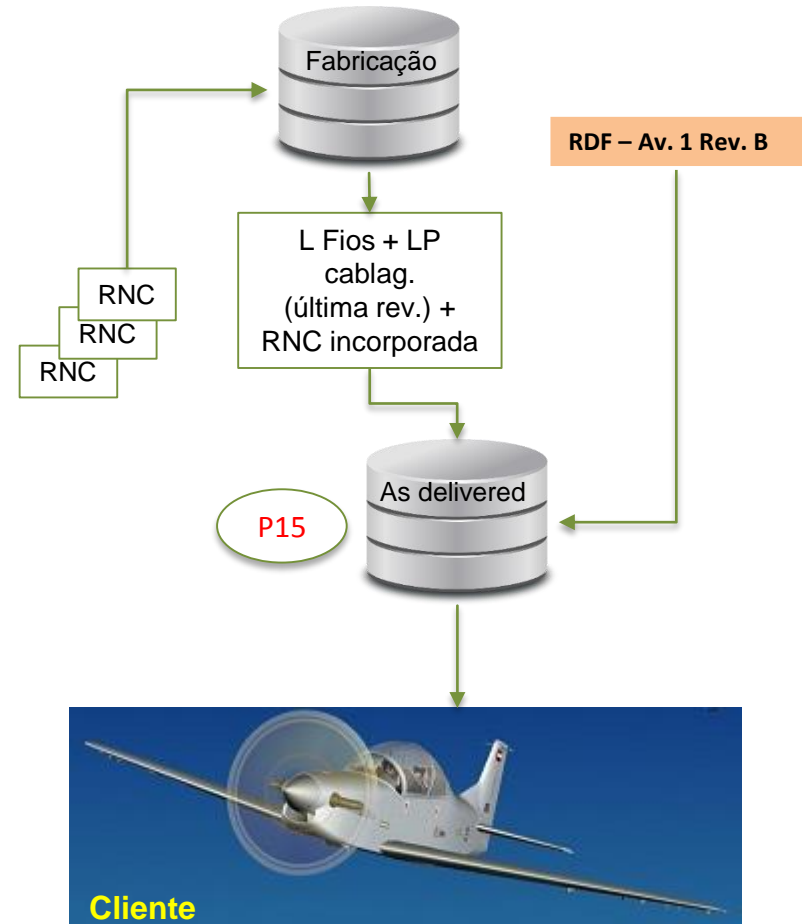 Fabricação
RDF – Av. 1 Rev. B
L Fios + LP
cablag.
(última rev.) +
RNC incorporada
RNC
RNC
RNC
As delivered
P15
Cliente